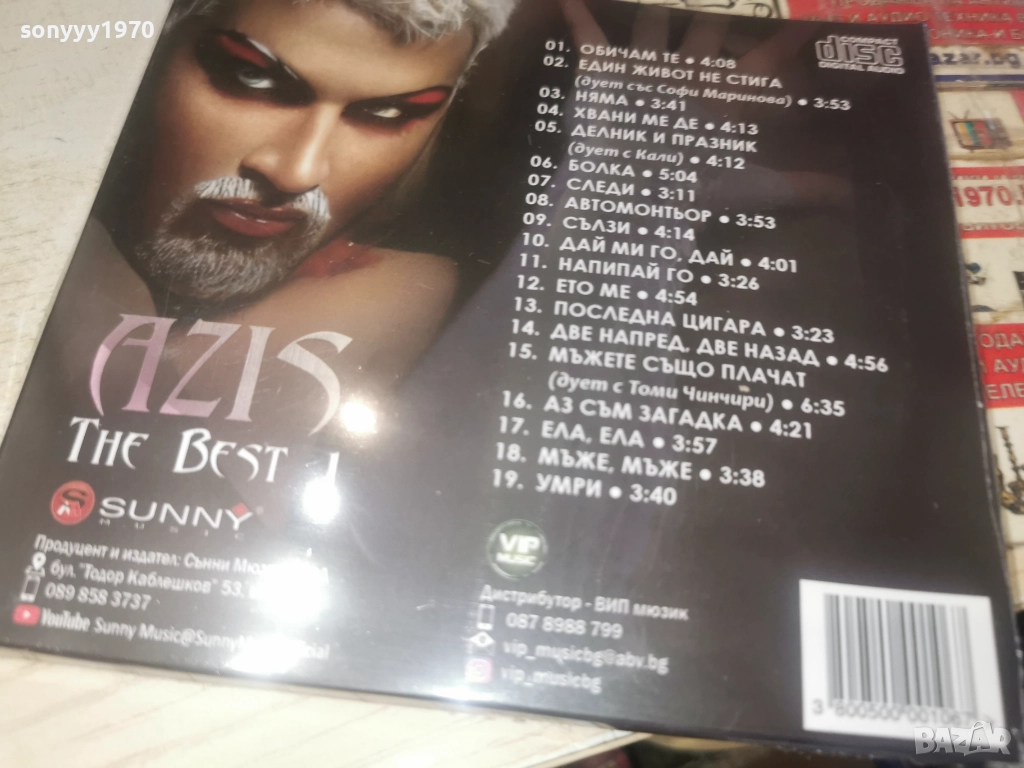 sonyyy1970
COMPACT
disc
DIGITAL AUDIO
01. ОБИЧАМ ТЕ • 4:08
02. ЕДИН ЖИВОТ НЕ СТИГА
(дует със Софи Маринова) • 3:53
03. НЯМА • 3:41
04. ХВАНИ МЕ ДЕ • 4:13
05. ДЕЛНИК И ПРАЗНИК
(дует с Кали) • 4:12
06. БОЛКА • 5:04
07. СЛЕДИ • 3:11
08. АВТОМОНТЬОР • 3:53
09. СЪЛЗИ • 4:14
10. ДАЙ МИ ГО, ДАЙ • 4:01
11. НАПИПАЙ ГО • 3:26
12. ЕТО МЕ • 4:54
13. ПОСЛЕДНА ЦИГАРА • 3:23
14. ДВЕ НАПРЕД, ДВЕ НАЗАД • 4:56
15. МЪЖЕТЕ СЪЩО ПЛАЧАТ
(дует с Томи Чинчири) • 6:35
16. АЗ СЪМ ЗАГАДКА • 4:21
17. ЕЛА, ЕЛА • 3:57
18. МЪЖЕ, МЪЖЕ • 3:38
19. УМРИ • 3:40
AZIS
THE BEST 1
SUNNY
MUSIC
Продуцент и издател: Сънни
бул. "Тодор Каблешков" 53,
089 858 3737
YouTube Sunny Music@
VIP
MUSIC
Дистрибутор - ВИП мюзик
087 8988 799
vip_musicbg@abv.bg
vip_musicbg
bazar.bg
1970.
BAZAR.bg